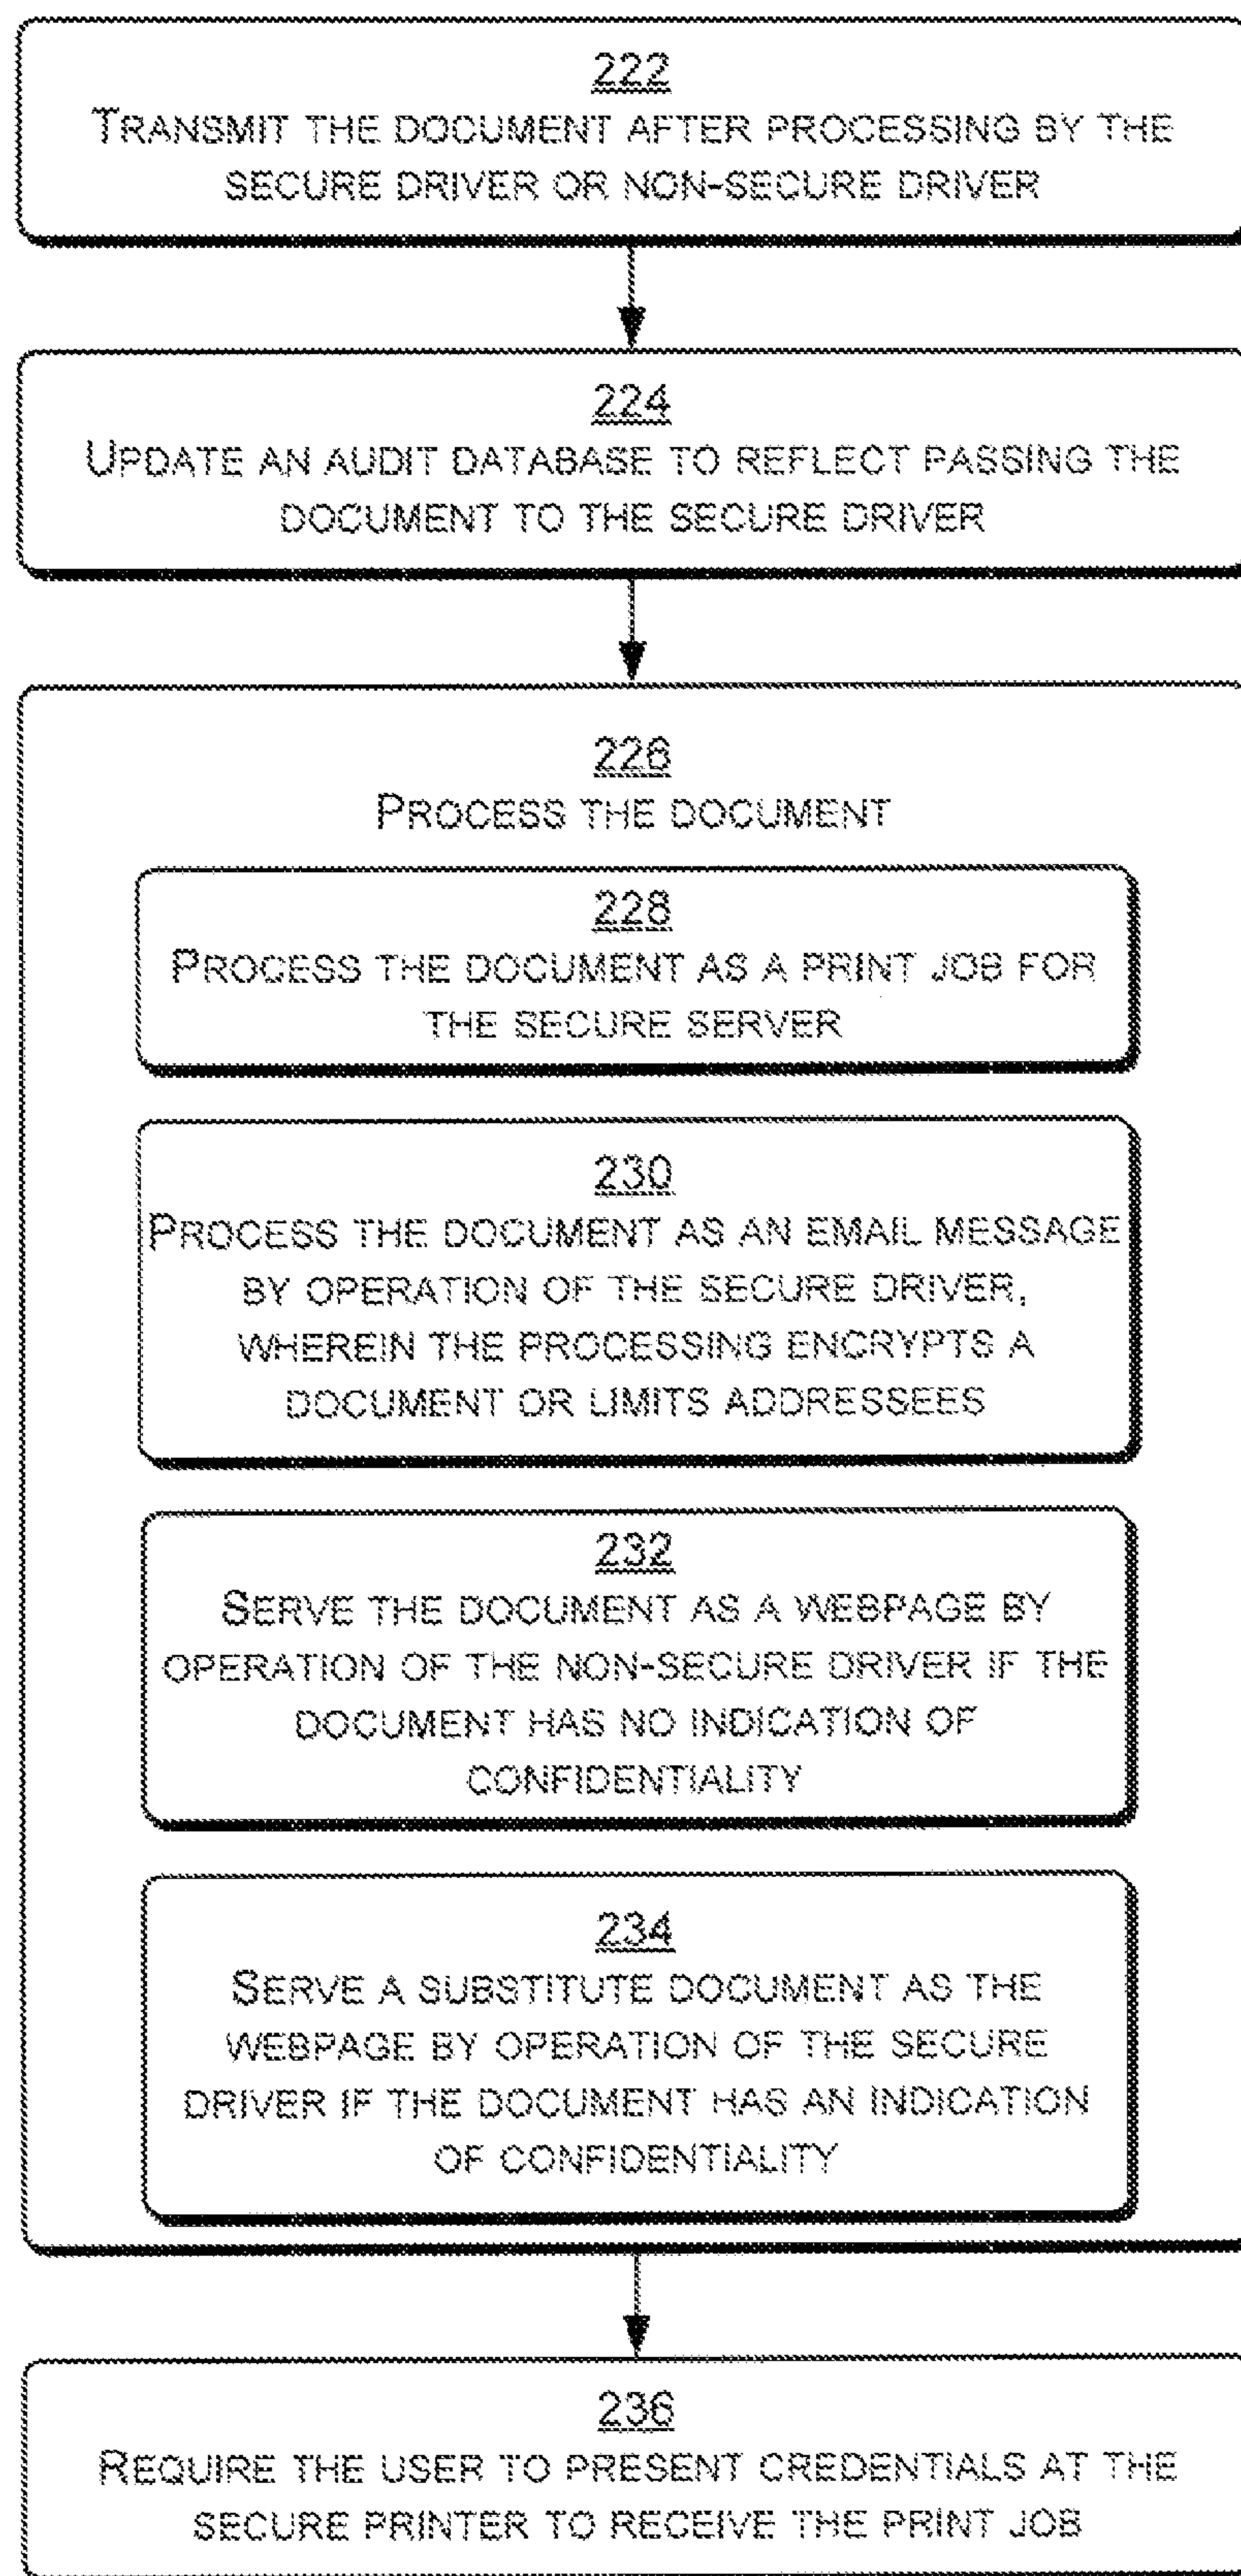 222
TRANSMIT THE DOCUMENT AFTER PROCESSING BY THE
SECURE DRIVER OR NON-SECURE DRIVER
224
UPDATE AN AUDIT DATABASE TO REFLECT PASSING THE
DOCUMENT TO THE SECURE DRIVER
226
PROCESS THE DOCUMENT
228
PROCESS THE DOCUMENT AS A PRINT JOB FOR
THE SECURE SERVER
230
PROCESS THE DOCUMENT AS AN EMAIL MESSAGE
BY OPERATION OF THE SECURE DRIVER,
WHEREIN THE PROCESSING ENCRYPTS A
DOCUMENT OR LIMITS ADDRESSEES
232
SERVE THE DOCUMENT AS A WEBPAGE BY
OPERATION OF THE NON-SECURE DRIVER IF THE
DOCUMENT HAS NO INDICATION OF
CONFIDENTIALITY
234
SERVE A SUBSTITUTE DOCUMENT AS THE
WEBPAGE BY OPERATION OF THE SECURE
DRIVER IF THE DOCUMENT HAS AN INDICATION
OF CONFIDENTIALITY
236
REQUIRE THE USER TO PRESENT CREDENTIALS AT THE
SECURE PRINTER TO RECEIVE THE PRINT JOB